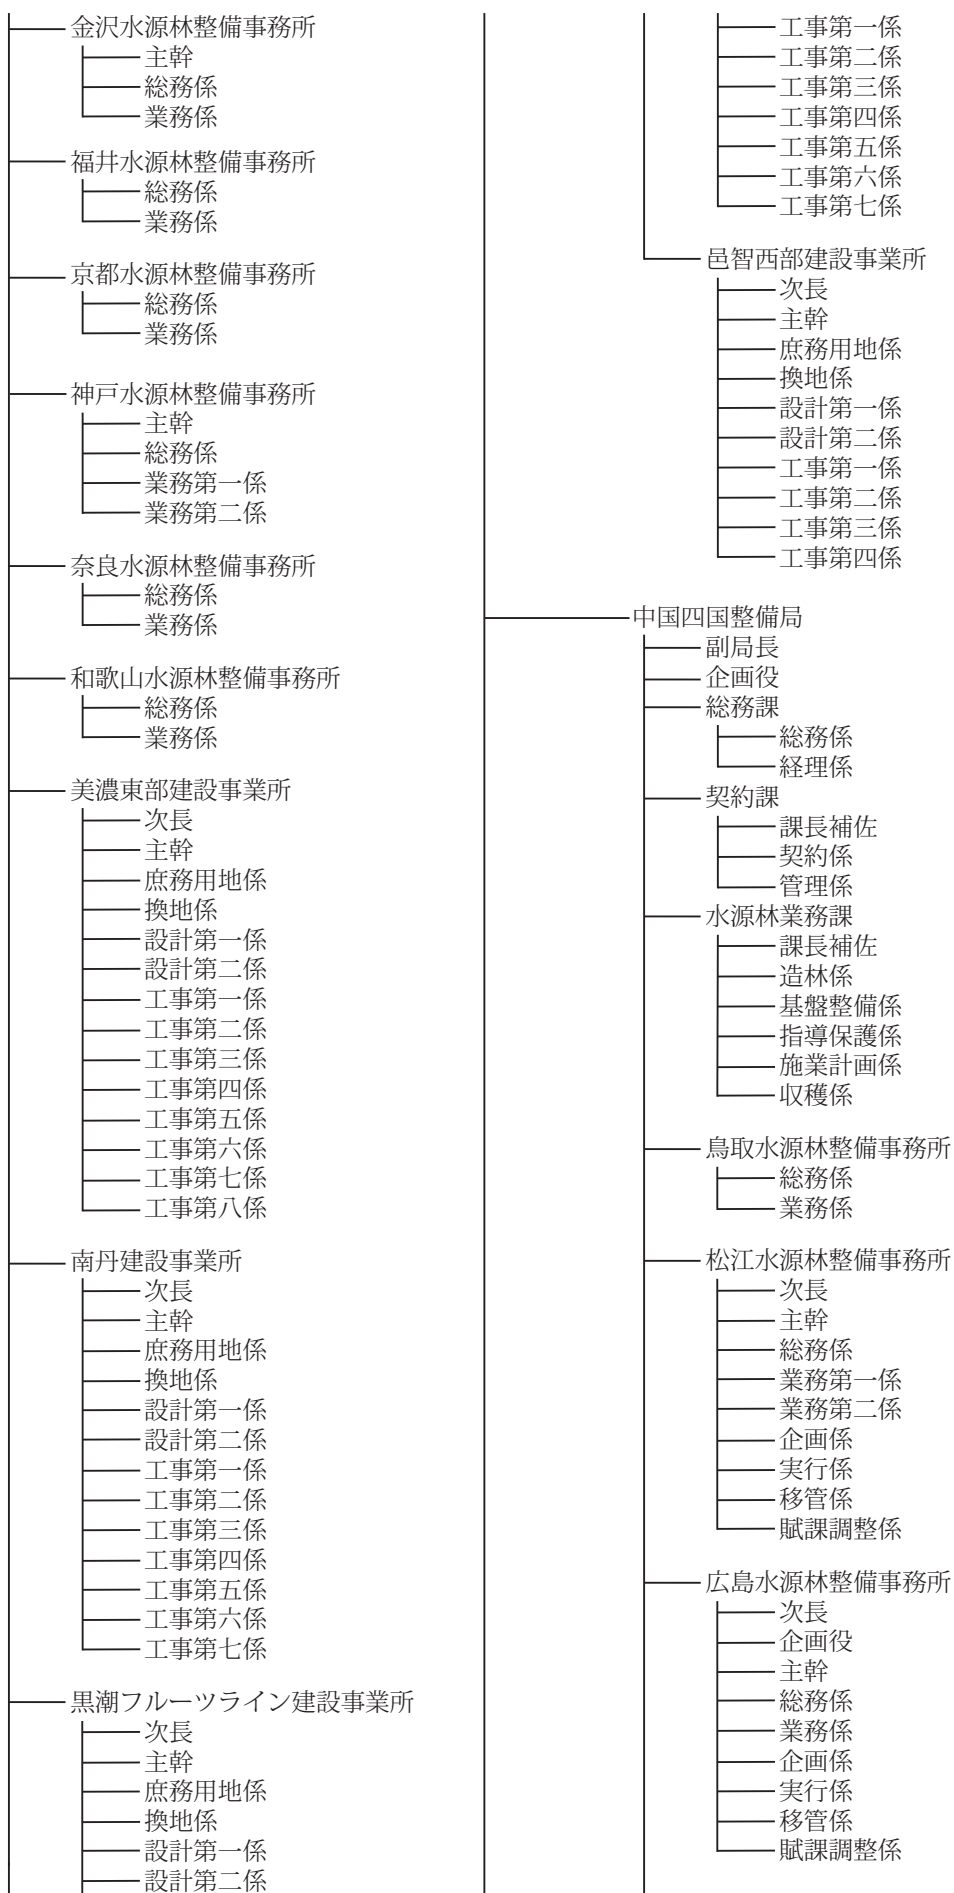 金沢水源林整備事務所
主幹
総務係
業務係
福井水源林整備事務所
総務係
業務係
京都水源林整備事務所
総務係
業務係
神戸水源林整備事務所
主幹
総務係
業務第一係
業務第二係
奈良水源林整備事務所
総務係
業務係
和歌山水源林整備事務所
総務係
業務係
美濃東部建設事業所
次長
主幹
庶務用地係
換地係
設計第一係
設計第二係
工事第一係
工事第二係
工事第三係
工事第四係
工事第五係
工事第六係
工事第七係
工事第八係
南丹建設事業所
次長
主幹
庶務用地係
換地係
設計第一係
設計第二係
工事第一係
工事第二係
工事第三係
工事第四係
工事第五係
工事第六係
工事第七係
黒潮フルーツライン建設事業所
次長
主幹
庶務用地係
換地係
設計第一係
設計第二係
工事第一係
工事第二係
工事第三係
工事第四係
工事第五係
工事第六係
工事第七係
邑智西部建設事業所
次長
主幹
庶務用地係
換地係
設計第一係
設計第二係
工事第一係
工事第二係
工事第三係
工事第四係
中国四国整備局
副局長
企画役
総務課
総務係
経理係
契約課
課長補佐
契約係
管理係
水源林業務課
課長補佐
造林係
基盤整備係
指導保護係
施業計画係
収穫係
鳥取水源林整備事務所
総務係
業務係
松江水源林整備事務所
次長
主幹
総務係
業務第一係
業務第二係
企画係
実行係
移管係
賦課調整係
広島水源林整備事務所
次長
企画役
主幹
総務係
業務係
企画係
実行係
移管係
賦課調整係